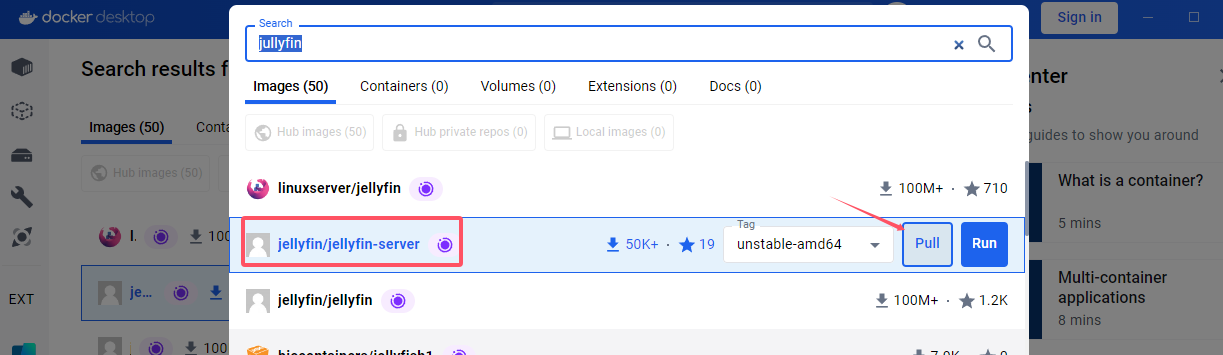 docker desktop
Sign in
Search
jullyfin
Search results f
Images (50) Containers (0) Volumes (0) Extensions (0) Docs (0)
Images (50) Conta
Hub images (50) Hub private repos (0) Local images (0)
Hub images (50)
enter
s
guides to show you around
What is a container?
5 mins
linuxserver/jellyfin 100M+ · 710
l. 100
Tag
jellyfin/jellyfin-server 50K+ · 19 unstable-amd64 Pull Run
je...
jellyfin/jellyfin 100M+ · 1.2K
EXT
Multi-container
applications
8 mins
100